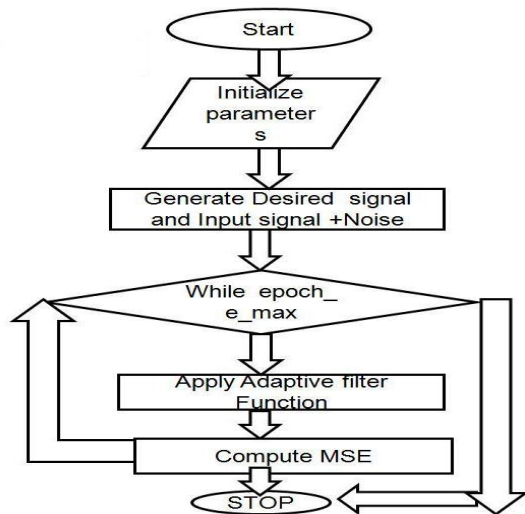 Start
Initialize
parameter
s
Generate Desired signal
and Input signal +Noise
While epoch_
e_max
Apply Adaptive filter
Function
Compute MSE
STOP